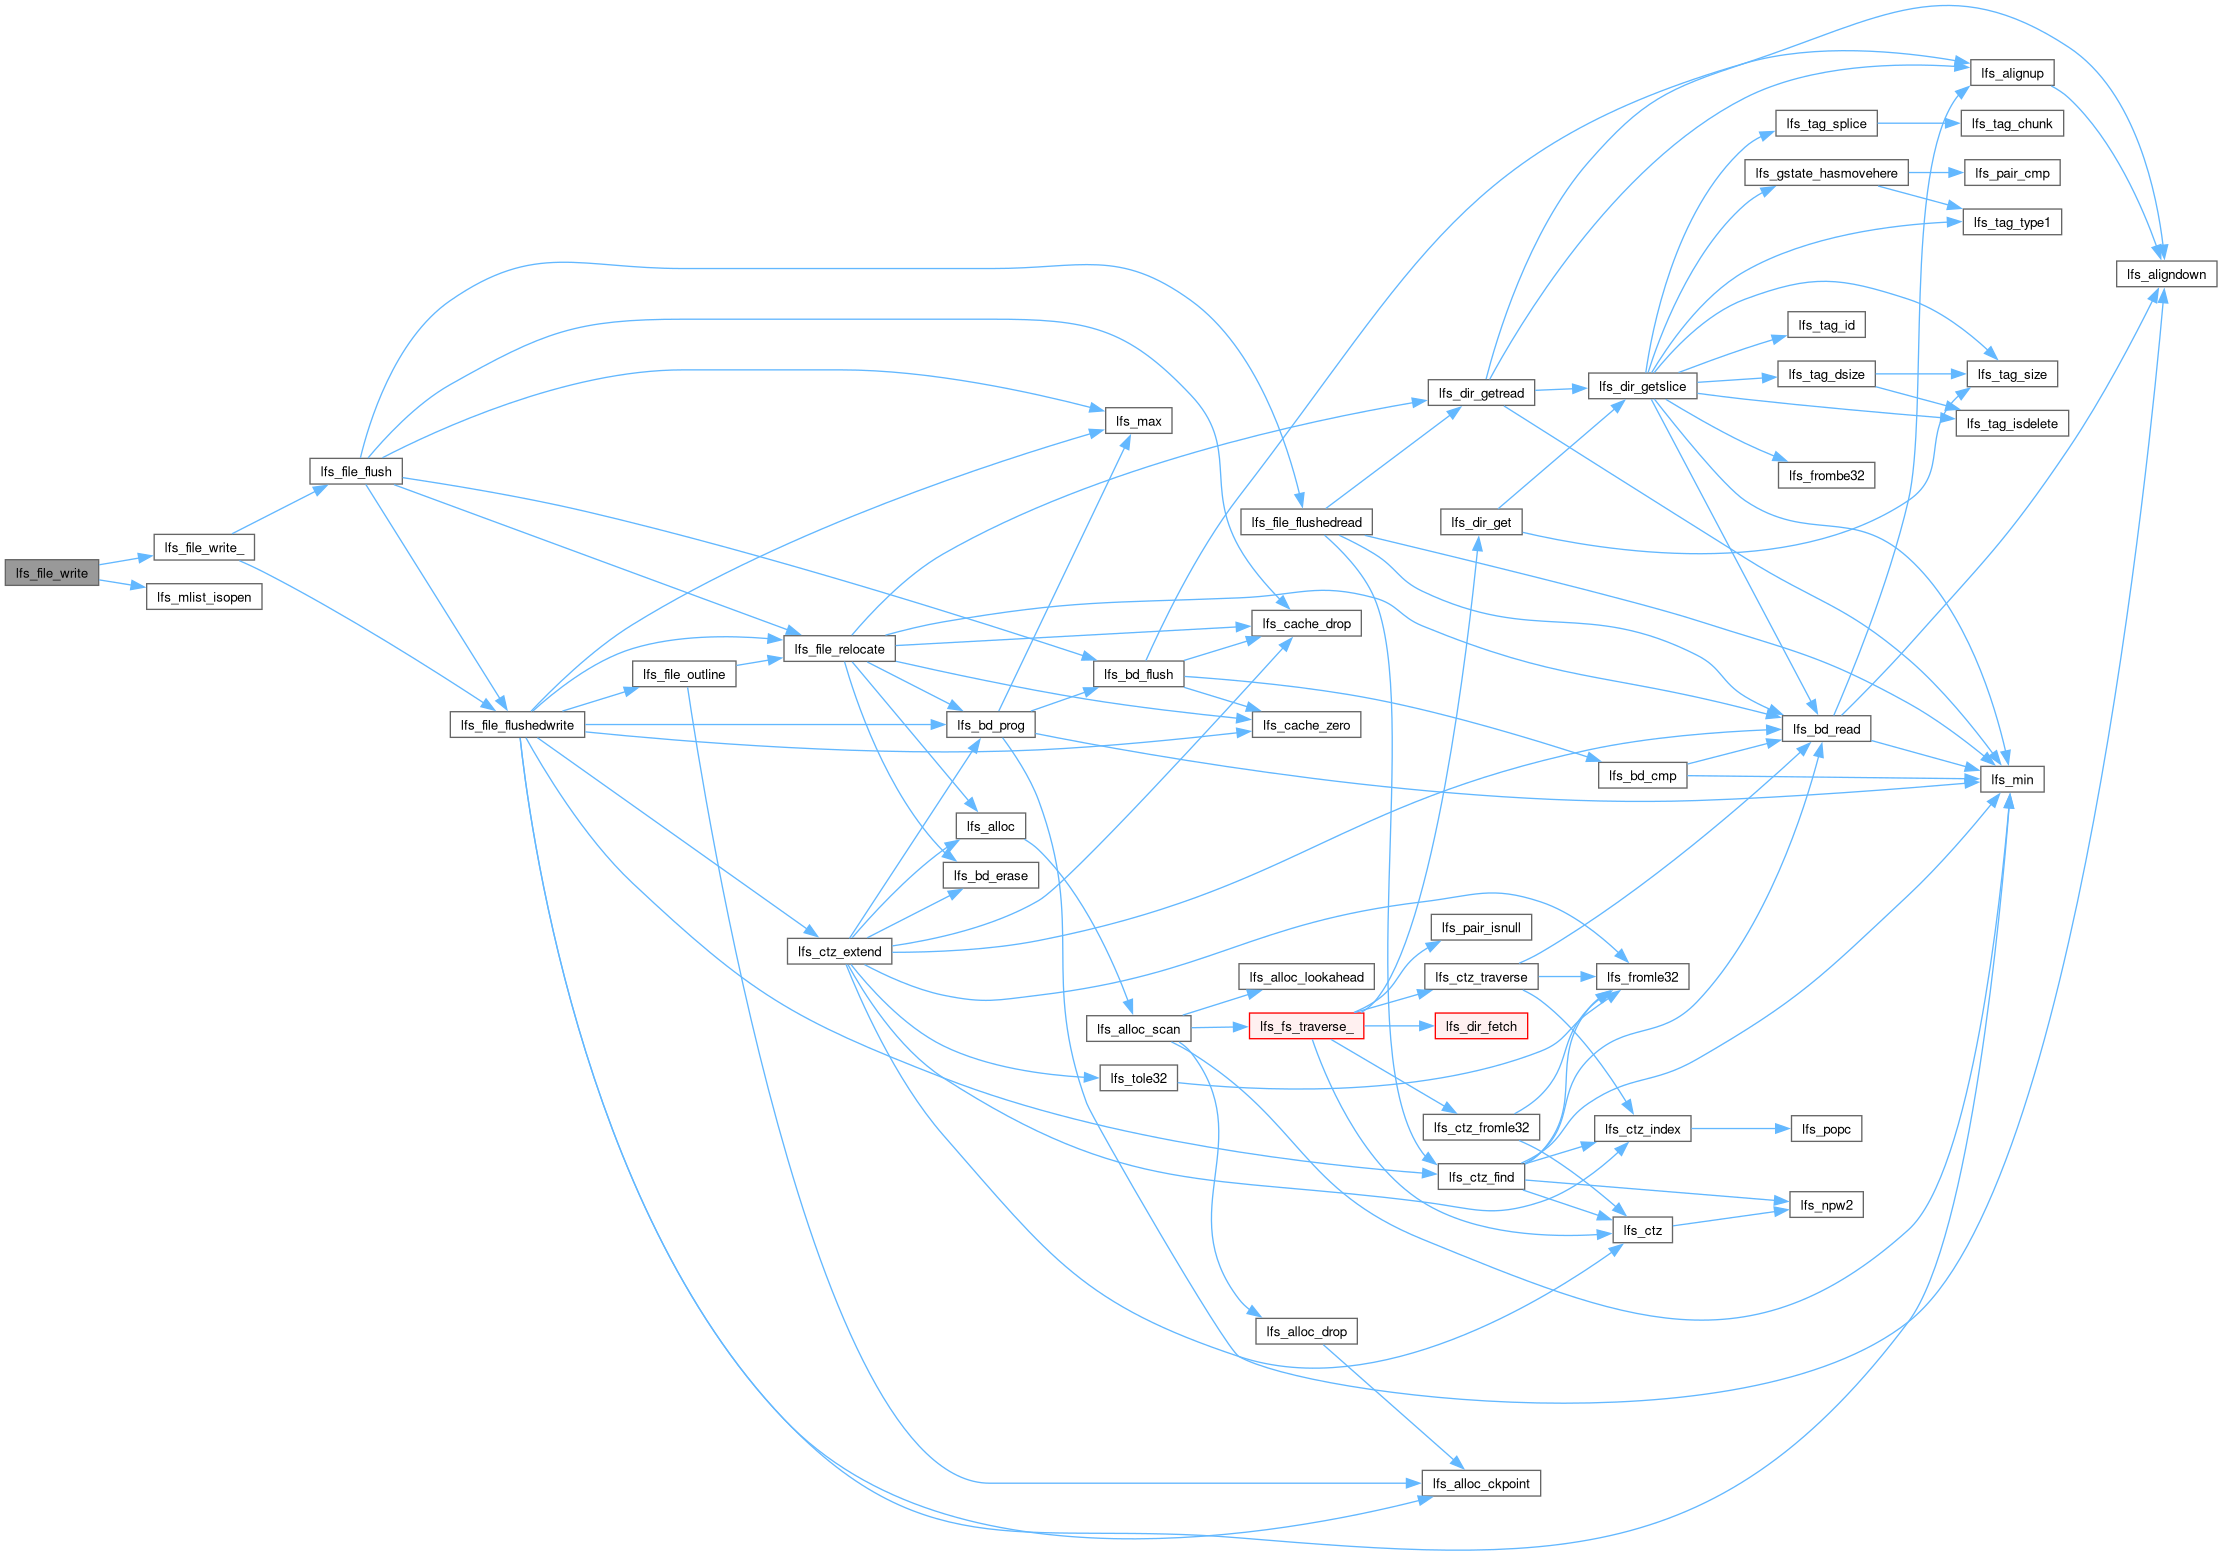 lfs_alignup
lfs_tag_splice
lfs_tag_chunk
lfs_gstate_hasmovehere
lfs_pair_cmp
lfs_tag_type1
lfs_aligndown
lfs_tag_id
lfs_dir_getread
lfs_dir_getslice
lfs_tag_dsize
lfs_tag_size
lfs_max
lfs_tag_isdelete
lfs_file_flush
lfs_frombe32
lfs_file_flushedread
lfs_dir_get
lfs_file_write_
lfs_file_write
lfs_mlist_isopen
lfs_cache_drop
lfs_file_relocate
lfs_file_outline
lfs_bd_flush
lfs_file_flushedwrite
lfs_bd_prog
lfs_cache_zero
lfs_bd_read
lfs_bd_cmp
lfs_min
lfs_alloc
lfs_bd_erase
lfs_pair_isnull
lfs_ctz_extend
lfs_alloc_lookahead
lfs_ctz_traverse
lfs_fromle32
lfs_alloc_scan
lfs_fs_traverse_
lfs_dir_fetch
lfs_tole32
lfs_ctz_fromle32
lfs_ctz_index
lfs_popc
lfs_ctz_find
lfs_npw2
lfs_ctz
lfs_alloc_drop
lfs_alloc_ckpoint